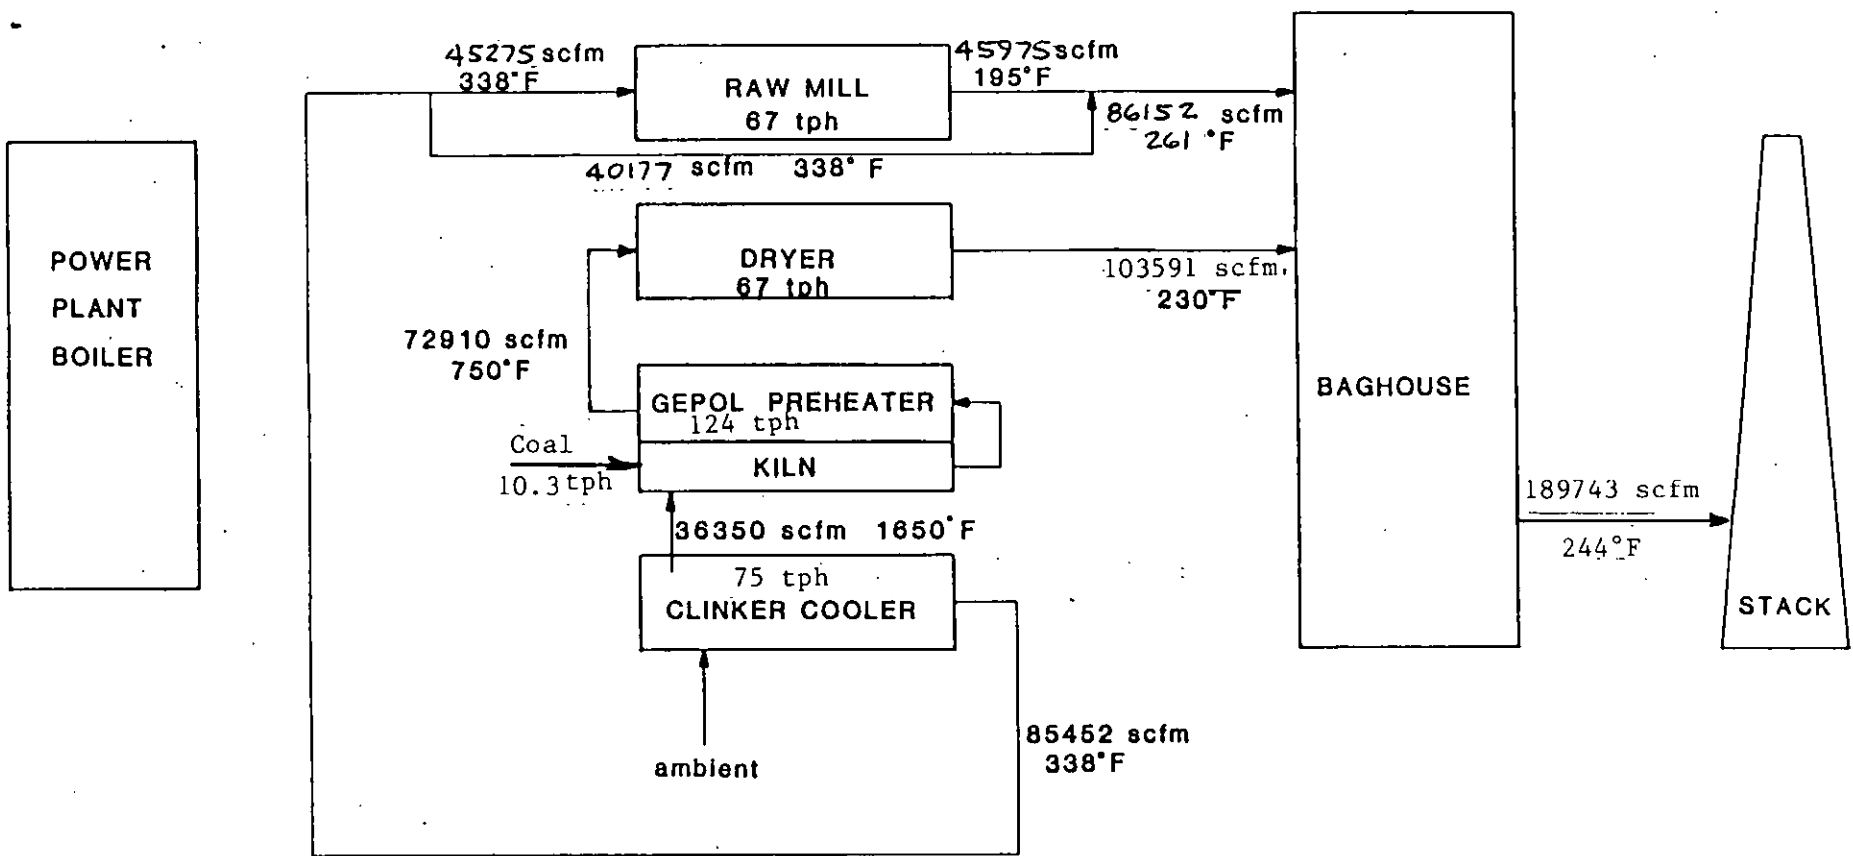 45275 scfm
338°F
RAW MILL
67 tph
45975 scfm
195°F
86152 scfm
261 °F
40177 scfm 338°F
POWER
PLANT
BOILER
DRYER
67 tph
103591 scfm
230°F
72910 scfm
750°F
GEPOL PREHEATER
124 tph
BAGHOUSE
Coal
10.3 tph
KILN
36350 scfm 1650°F
189743 scfm
244°F
75 tph
CLINKER COOLER
STACK
85452 scfm
338°F
ambient